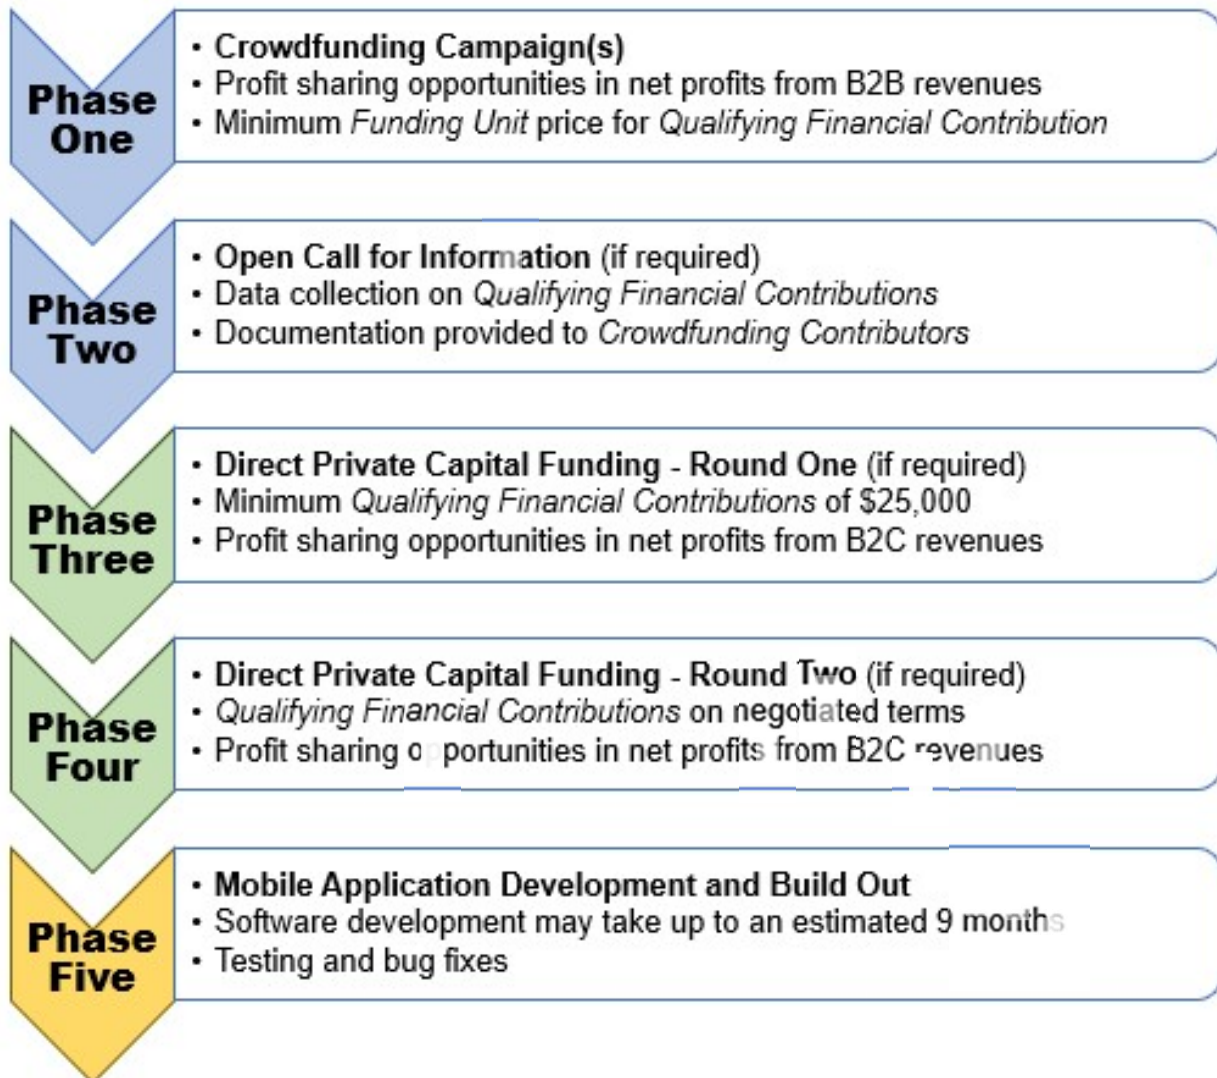 Phase
One
• Crowdfunding Campaign(s)
• Profit sharing opportunities in net profits from B2B revenues
• Minimum Funding Unit price for Qualifying Financial Contribution
Phase
Two
• Open Call for Information (if required)
• Data collection on Qualifying Financial Contributions
• Documentation provided to Crowdfunding Contributors
Phase
Three
• Direct Private Capital Funding - Round One (if required)
• Minimum Qualifying Financial Contributions of $25,000
• Profit sharing opportunities in net profits from B2C revenues
Phase
Four
• Direct Private Capital Funding - Round Two (if required)
• Qualifying Financial Contributions on negotiated terms
• Profit sharing opportunities in net profits from B2C revenues
Phase
Five
• Mobile Application Development and Build Out
• Software development may take up to an estimated 9 months
• Testing and bug fixes